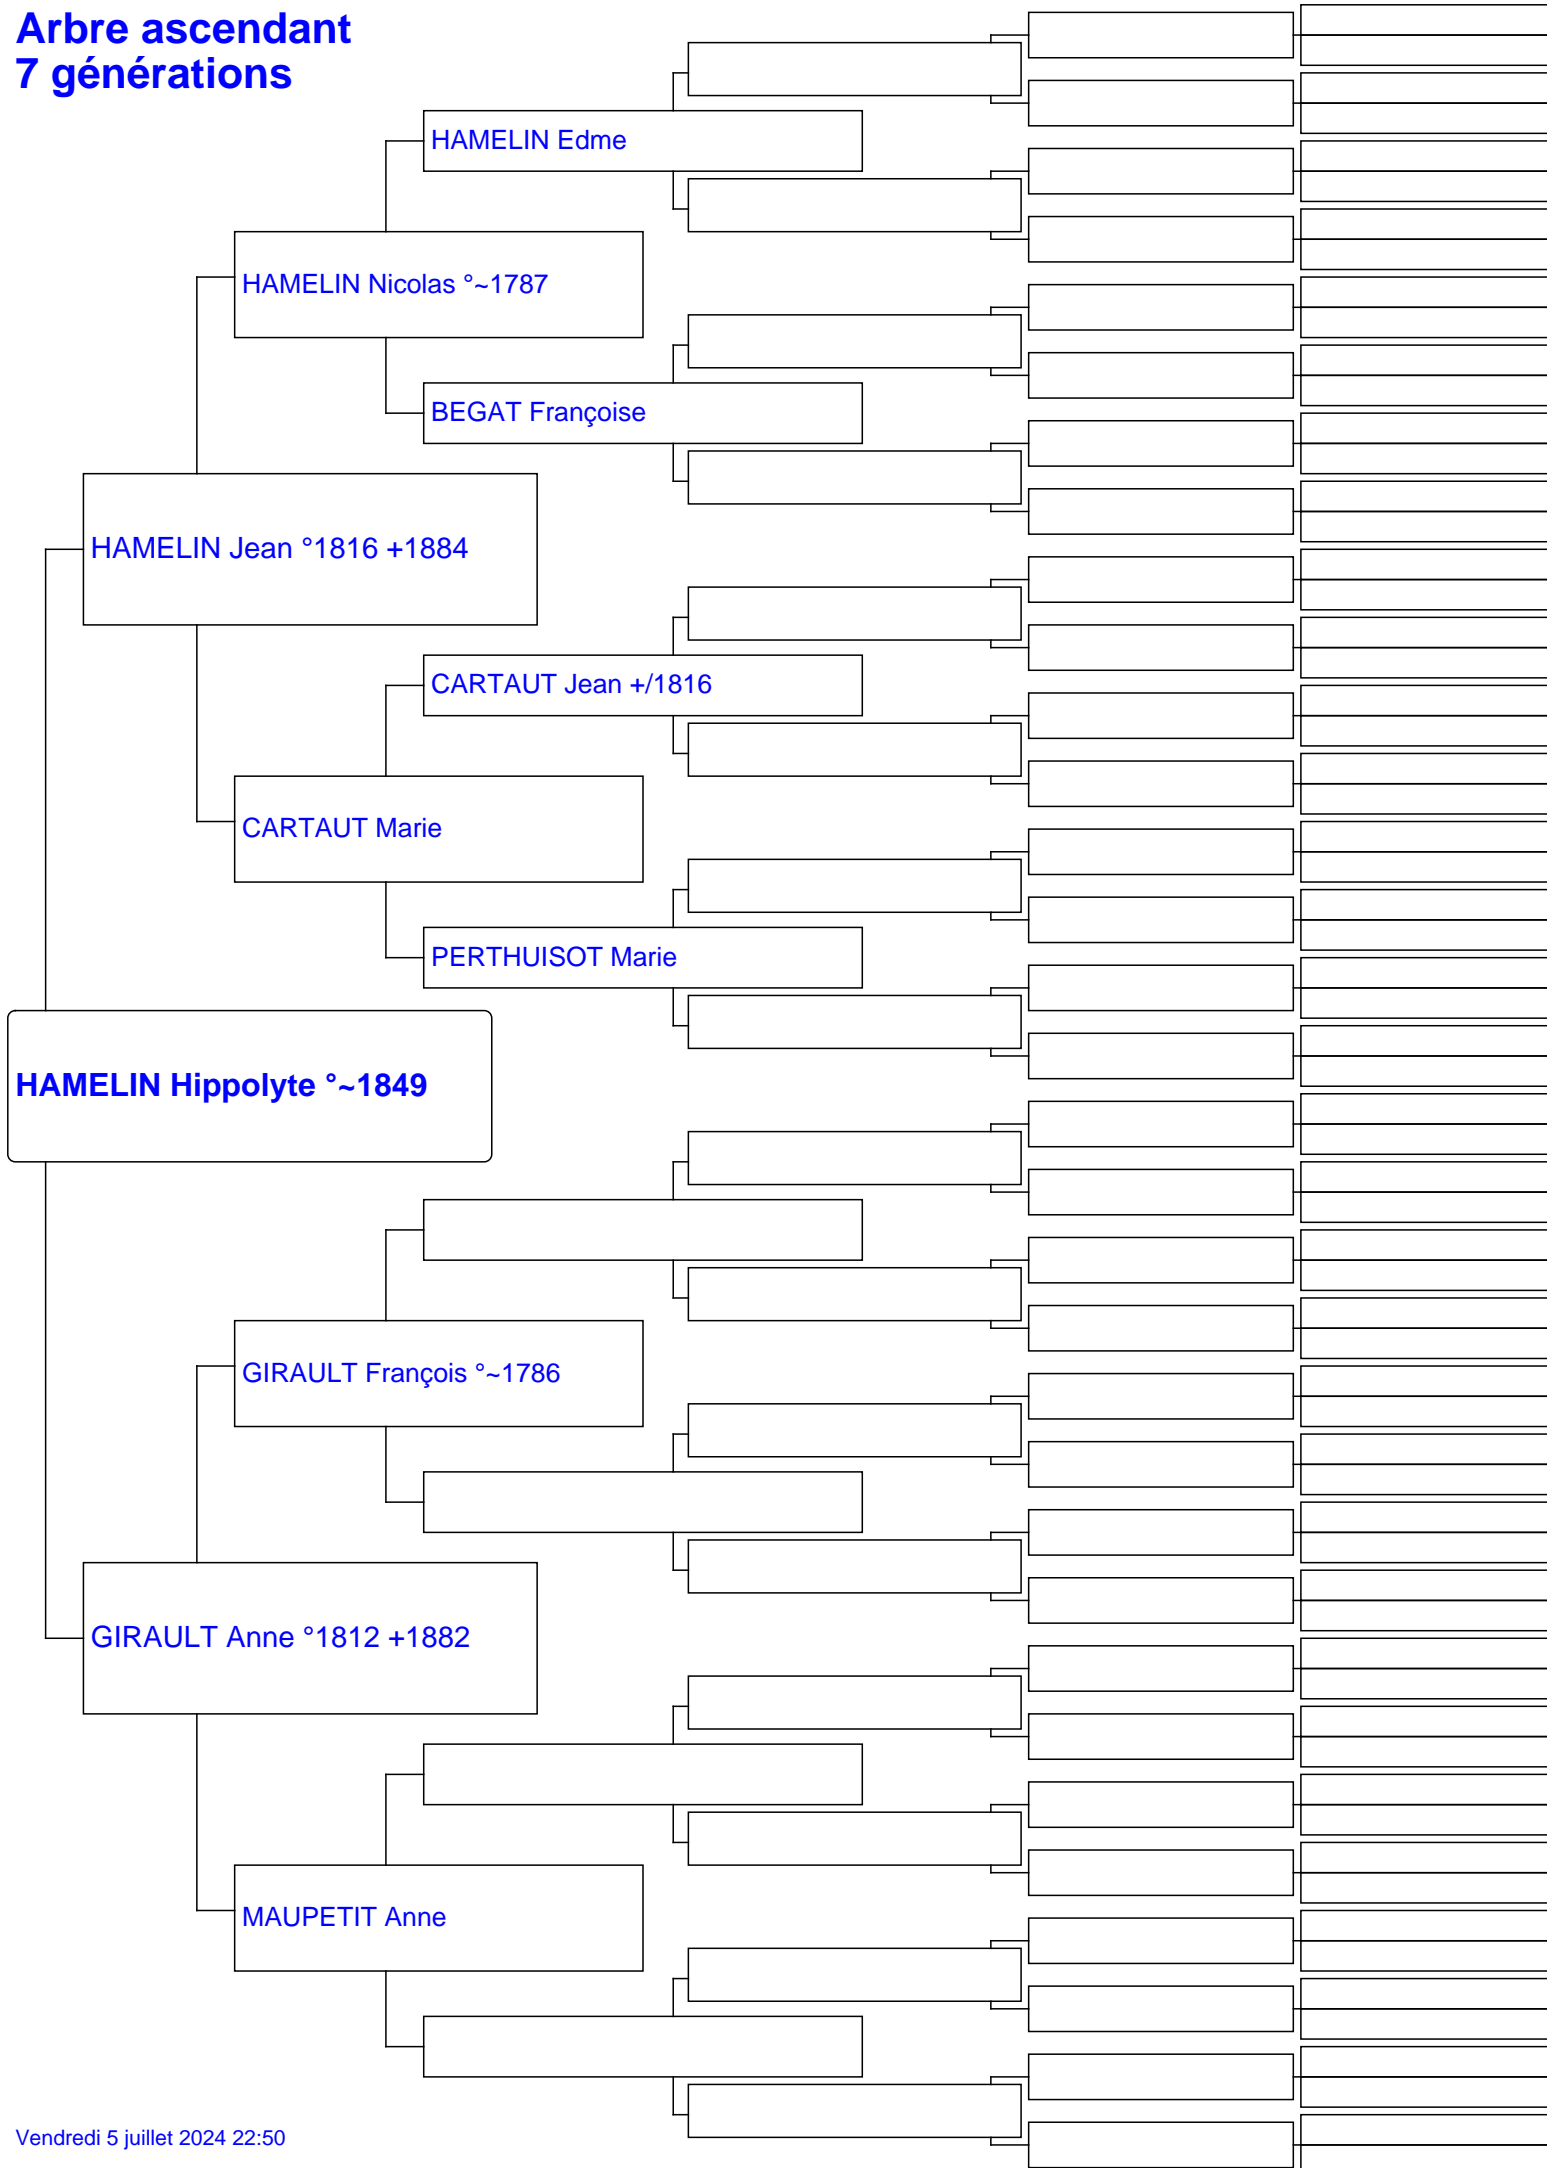 Arbre ascendant
7 générations
HAMELIN Edme
HAMELIN Nicolas °~1787
BEGAT Françoise
HAMELIN Jean °1816 +1884
CARTAUT Jean +/1816
CARTAUT Marie
PERTHUISOT Marie
HAMELIN Hippolyte °~1849
GIRAULT François °~1786
GIRAULT Anne °1812 +1882
MAUPETIT Anne
Vendredi 5 juillet 2024 22:50